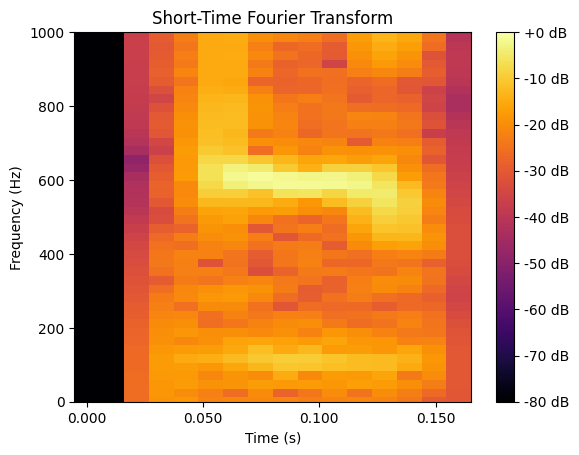 Short-Time Fourier Transform
Frequency (Hz)
1000
800
600
400
200
0
0.000
0.050
0.100
0.150
Time (s)
+0 dB
-10 dB
-20 dB
-30 dB
-40 dB
-50 dB
-60 dB
-70 dB
-80 dB